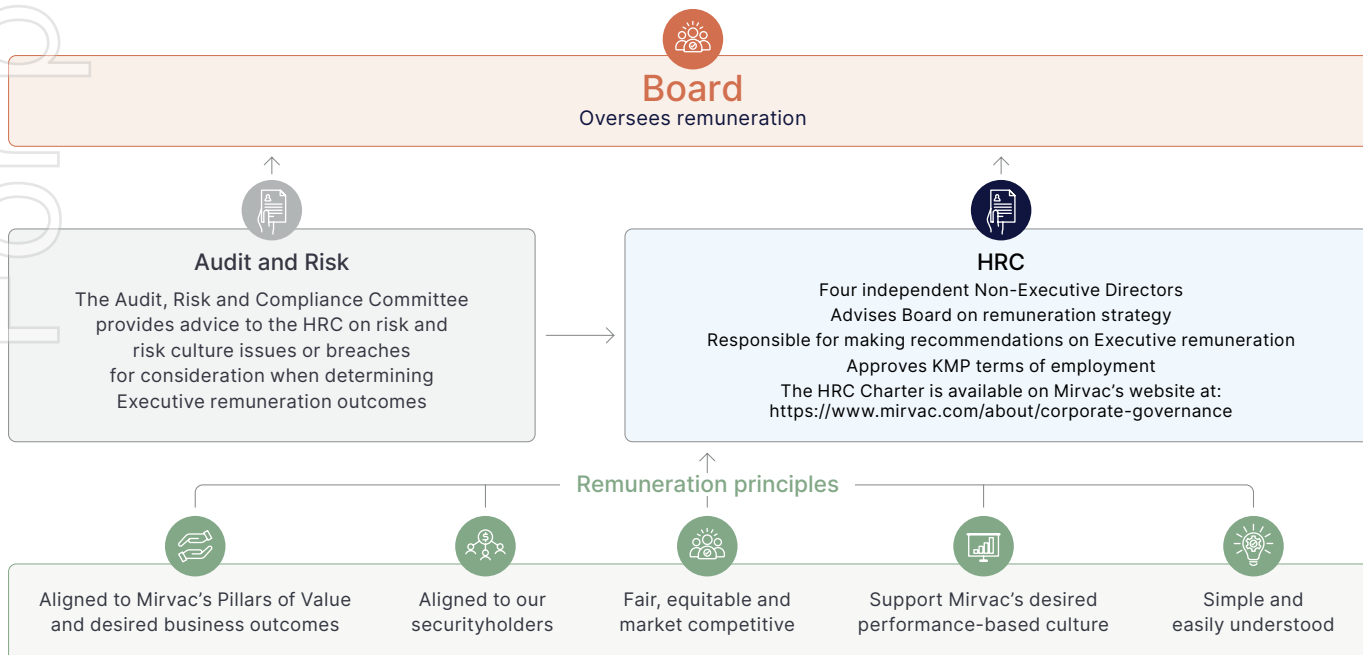 Board
Oversees remuneration
Audit and Risk
The Audit, Risk and Compliance Committee
provides advice to the HRC on risk and
risk culture issues or breaches
for consideration when determining
Executive remuneration outcomes
HRC
Four independent Non-Executive Directors
Advises Board on remuneration strategy
Responsible for making recommendations on Executive remuneration
Approves KMP terms of employment
The HRC Charter is available on Mirvac’s website at:
https://www.mirvac.com/about/corporate-governance
Remuneration principles
Aligned to Mirvac’s Pillars of Value
and desired business outcomes
Aligned to our
securityholders
Fair, equitable and
market competitive
Support Mirvac’s desired
performance-based culture
Simple and
easily understood